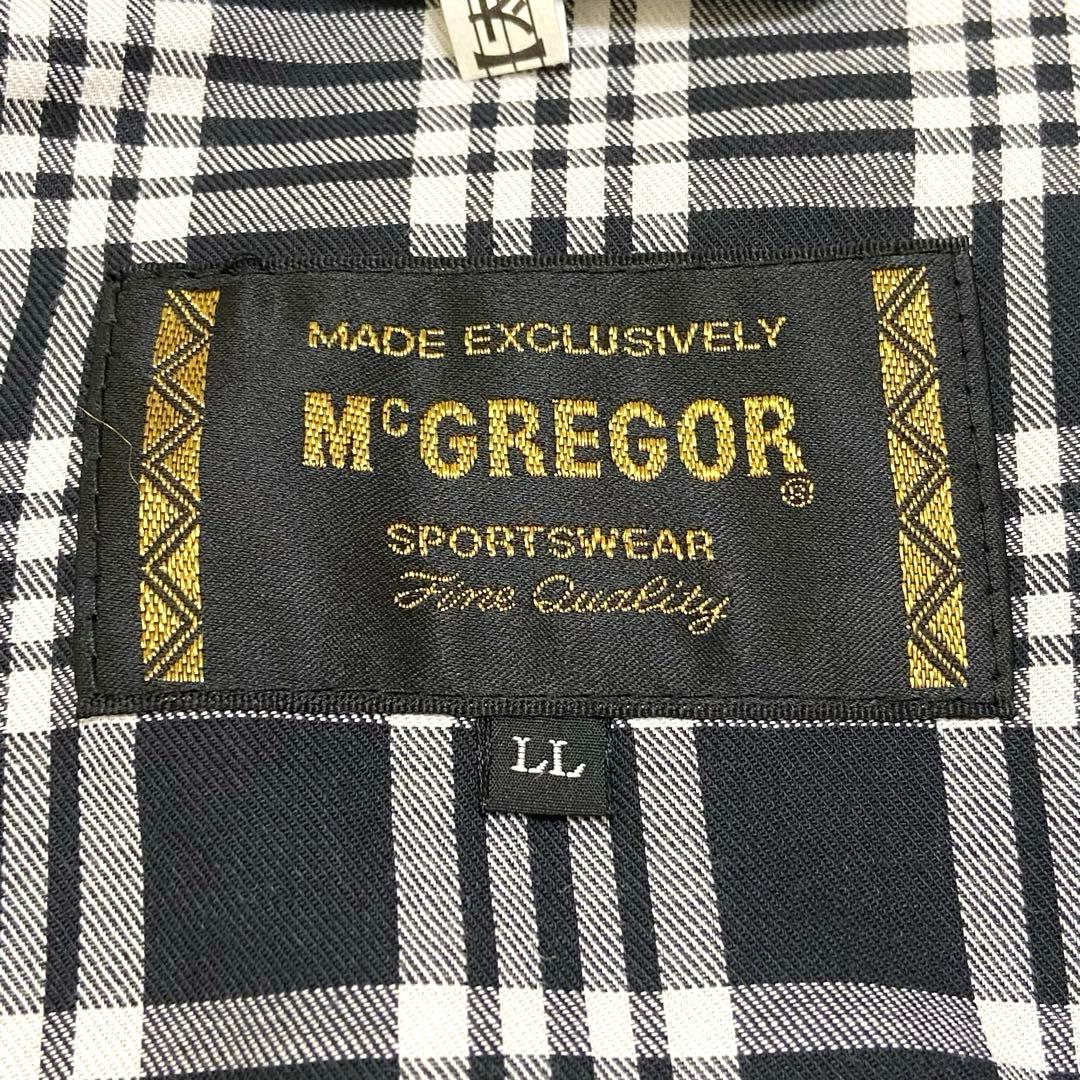 MADE EXCLUSIVELY
McGREGOR®
SPORTSWEAR
Fine Quality
LL